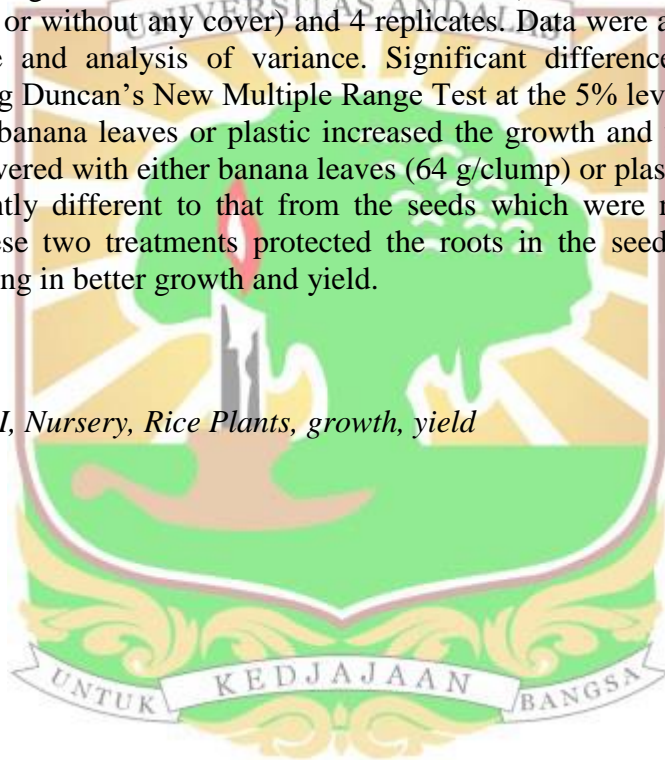 or without any cover) and 4 replicates. Data were a
UNIVERSITAS ANDALAS
e and analysis of variance. Significant difference
g Duncan's New Multiple Range Test at the 5% lev
banana leaves or plastic increased the growth and
vered with either banana leaves (64 g/clump) or plas
ntly different to that from the seeds which were
ese two treatments protected the roots in the seed
ng in better growth and yield.
I, Nursery, Rice Plants, growth, yield
UNTUK KEDJAJAAN BANGSA